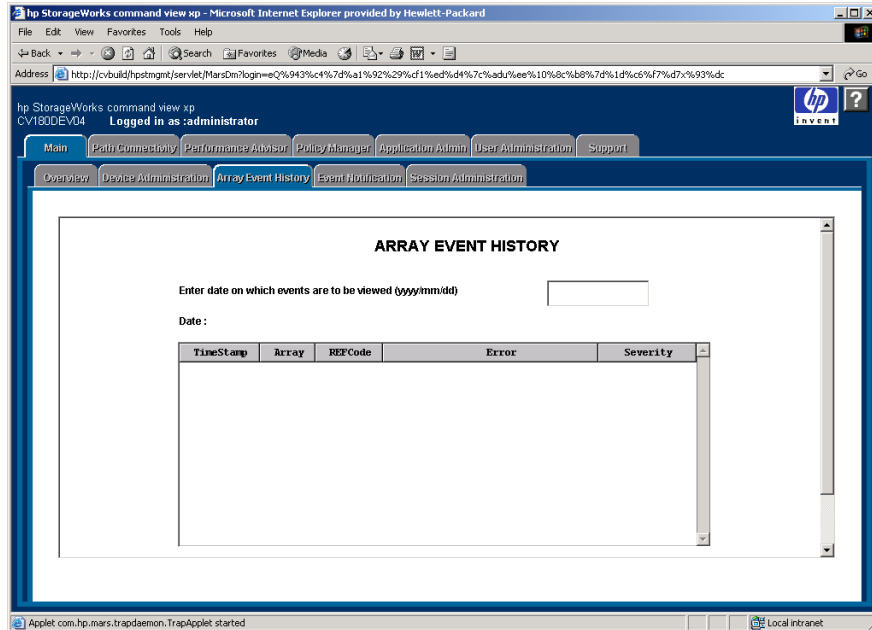 hp StorageWorks command view xp - Microsoft Internet Explorer provided by Hewlett-Packard
File Edit View Favorites Tools Help
Back Search Favorites Media
Address http://cvbuild/hpstmgmt/servlet/MarsDm?login=eQ%943%c4%7d%a1%92%29%cf1%ed%d4%7c%adu%ee%10%8c%b8%7d%1d%c6%f7%d7x%93%dc Go
hp StorageWorks command view xp
CV180DEV04 Logged in as :administrator
hp
invent
?
Main Path Connectivity Performance Advisor Policy Manager Application Admin User Administration Support
Overview Device Administration Array Event History Event Notification Session Administration
ARRAY EVENT HISTORY
Enter date on which events are to be viewed (yyyy/mm/dd)
Date :
TimeStamp Array REFCode Error Severity
Applet com.hp.mars.trapdaemon.TrapApplet started Local intranet